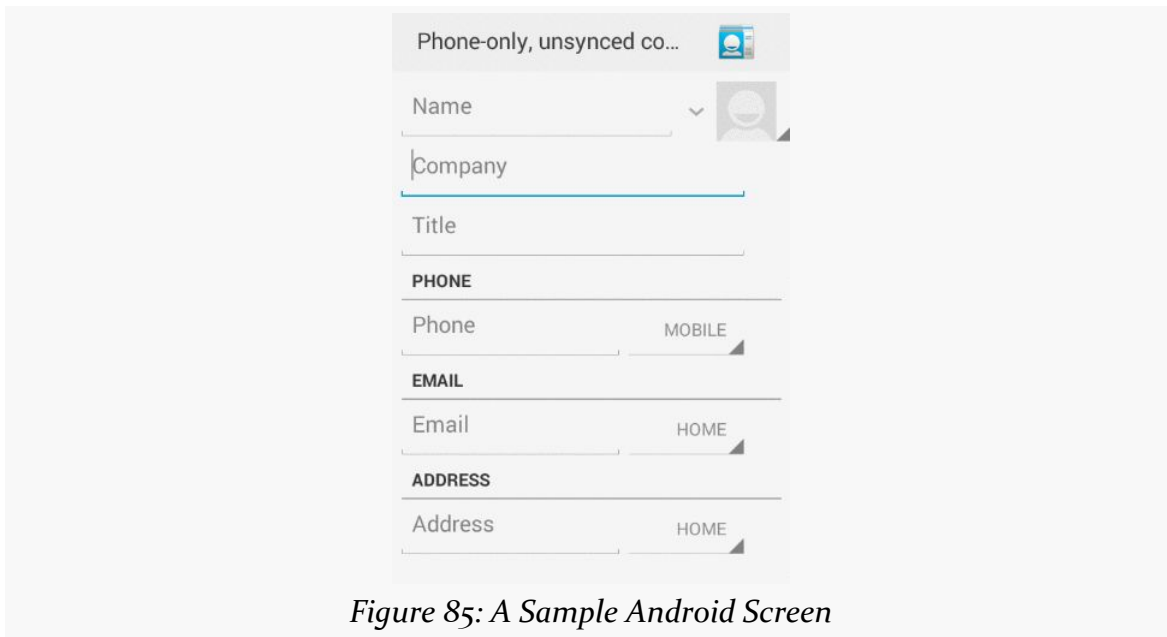 Phone-only, unsynced co...
Name
Company
Title
PHONE
Phone MOBILE
EMAIL
Email HOME
ADDRESS
Address HOME
Figure 85: A Sample Android Screen